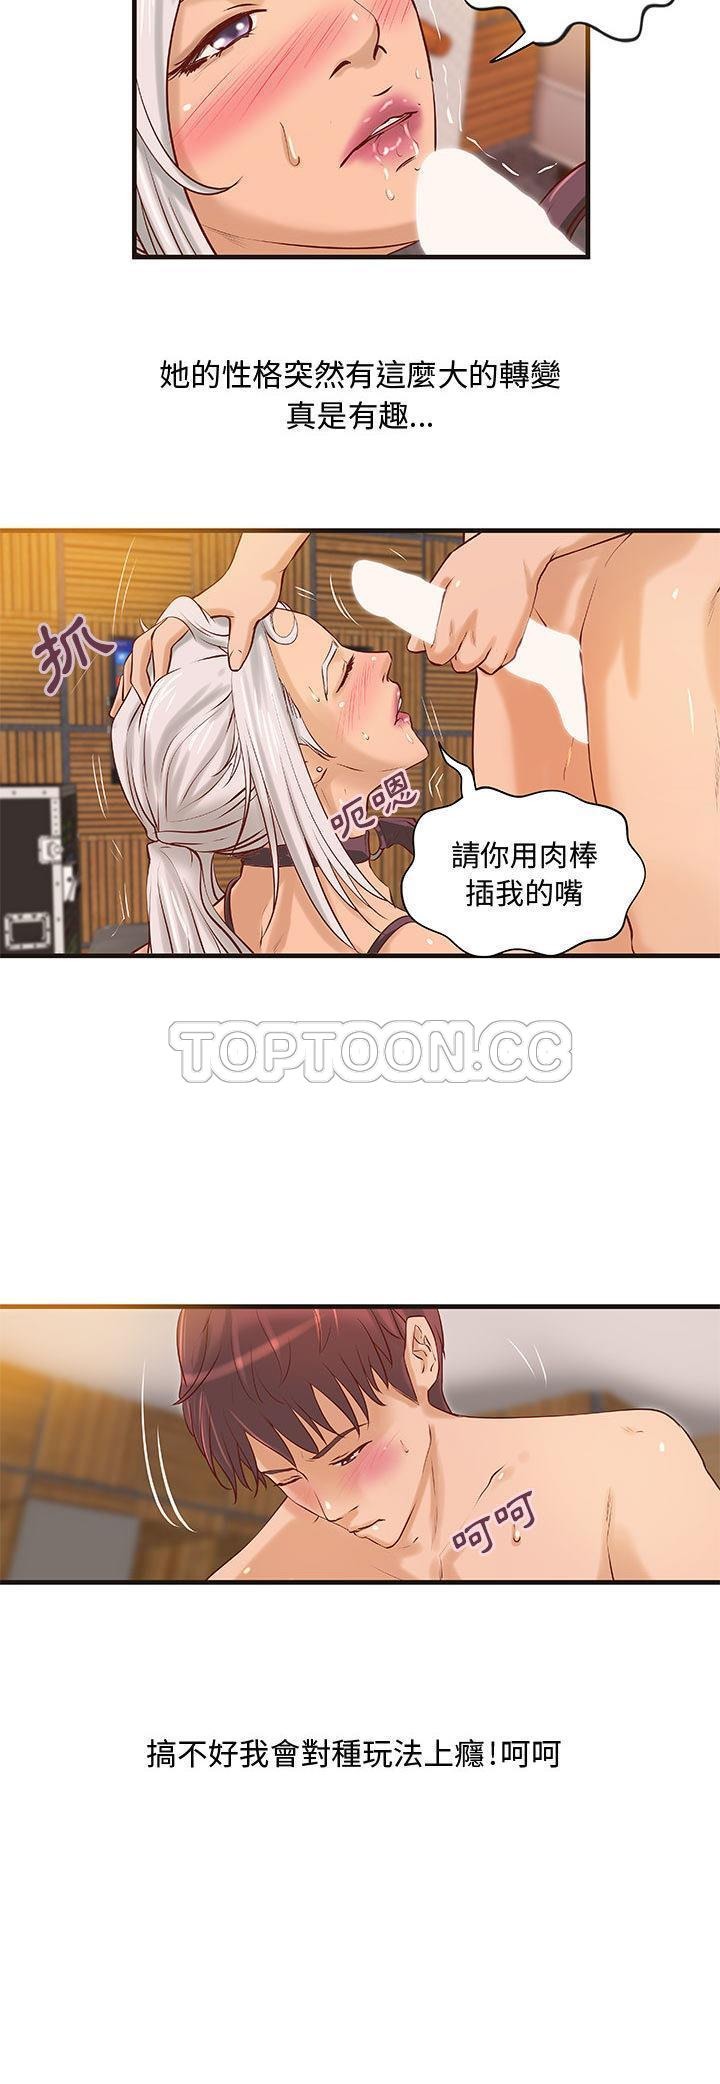 她的性格突然有這麼大的轉變
真是有趣...
抓
呃嗯
請你用肉棒
插我的嘴
TOPTOON.CC
呵呵
搞不好我會對種玩法上癮!呵呵